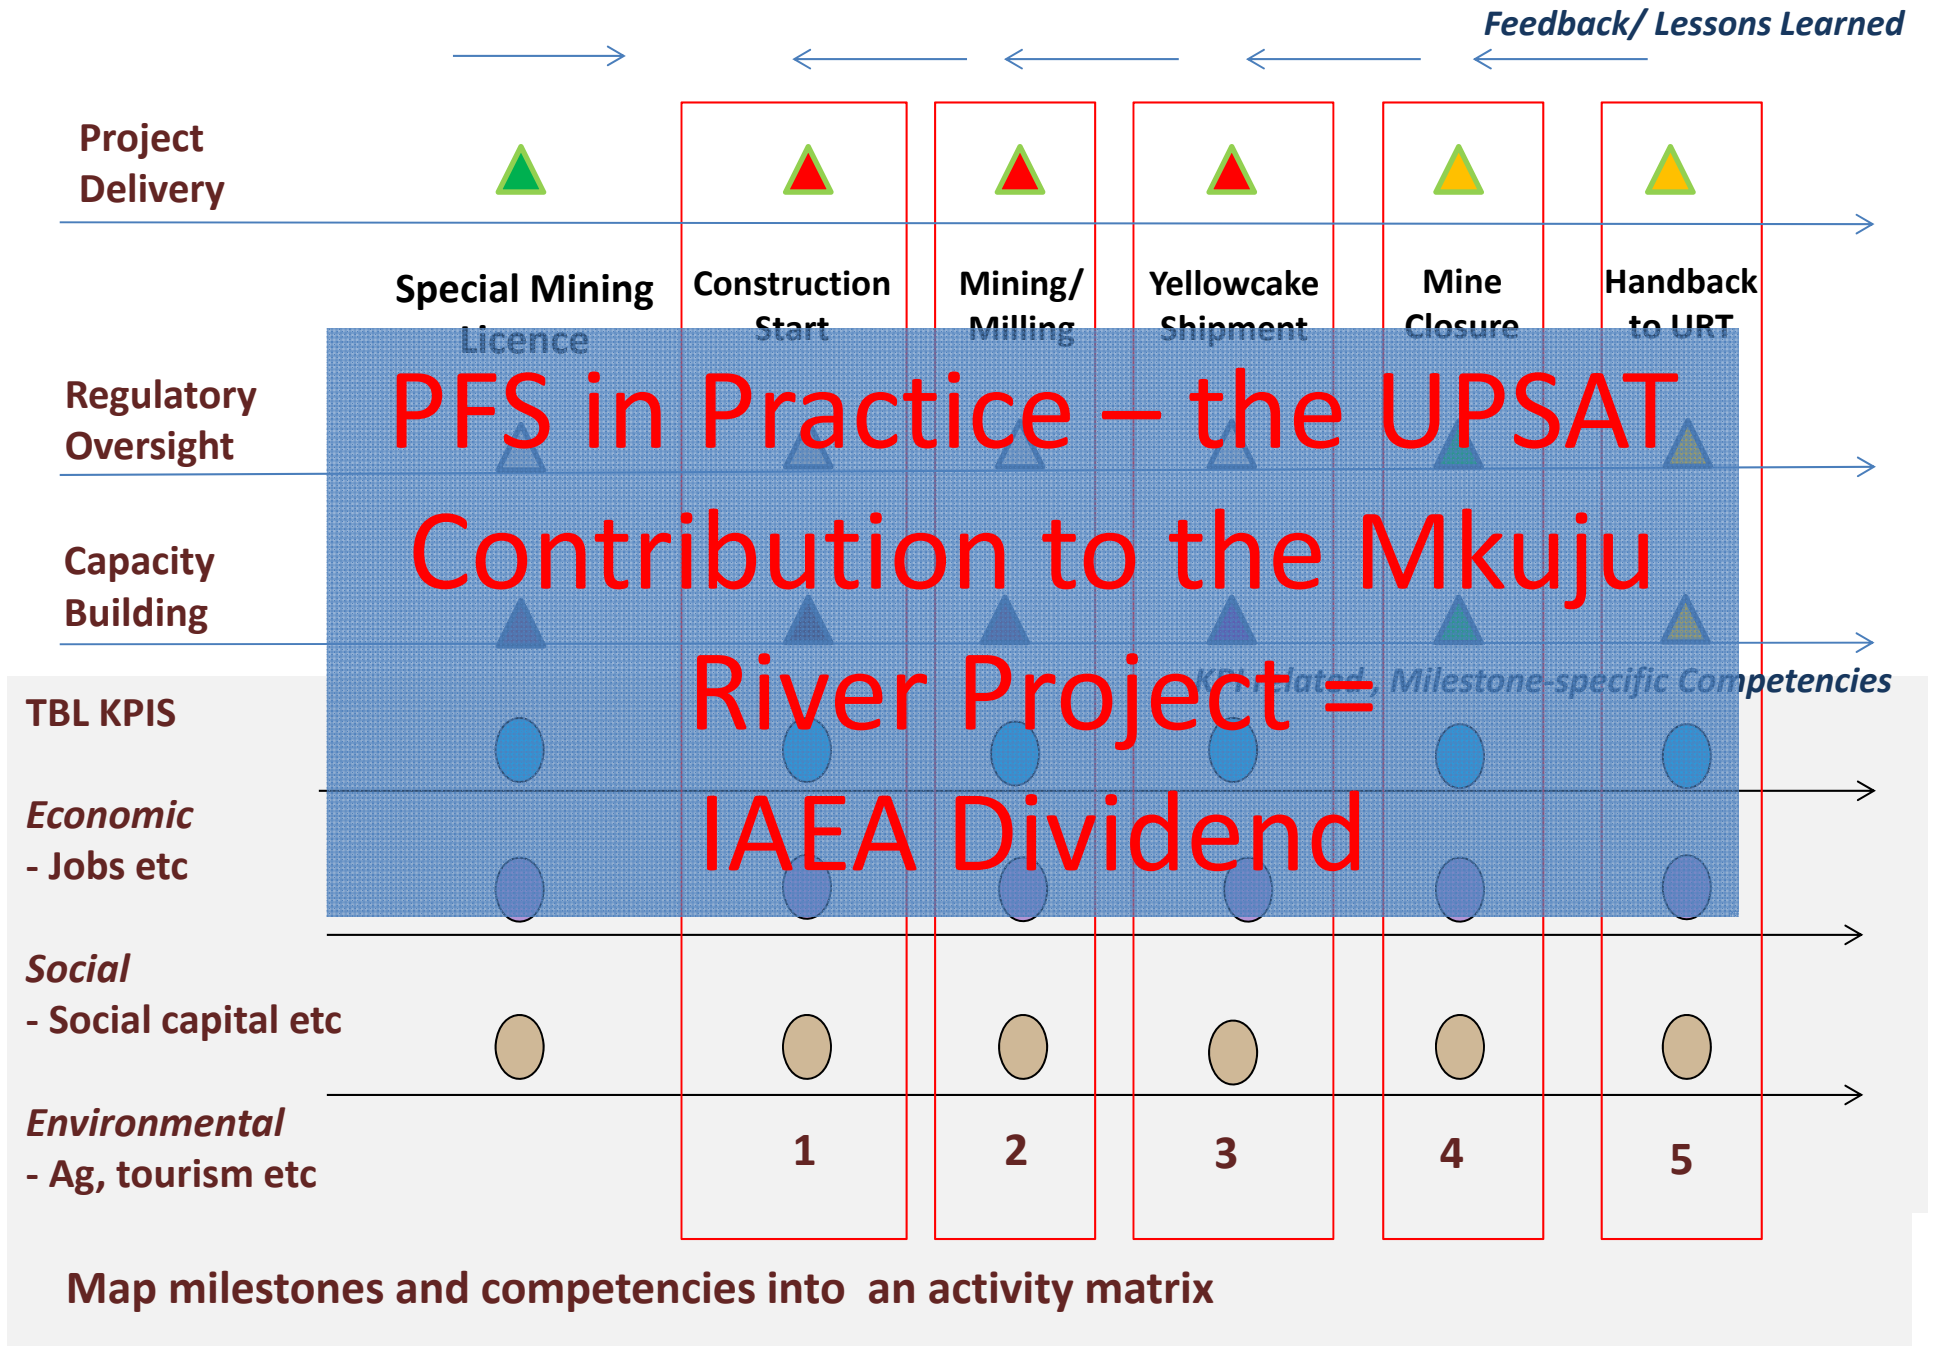 Feedback/ Lessons Learned
Project
Delivery
Special Mining
Licence
Construction
Start
Mining/
Milling
Yellowcake
Shipment
Mine
Closure
Handback
to URT
Regulatory
Oversight
PFS in Practice – the UPSAT
Contribution to the Mkuju
River Project =
IAEA Dividend
Capacity
Building
KPI related , Milestone-specific Competencies
TBL KPIS
Economic
- Jobs etc
Social
- Social capital etc
Environmental
- Ag, tourism etc
1
2
3
4
5
Map milestones and competencies into  an activity matrix